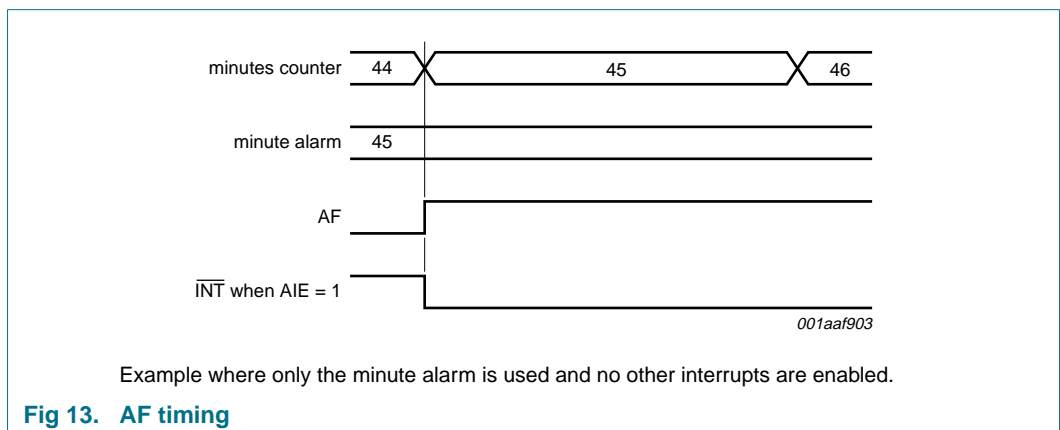 minutes counter 44 45 46
minute alarm 45
AF
INT when AIE = 1
001aaf903
Example where only the minute alarm is used and no other interrupts are enabled.
Fig 13. AF timing